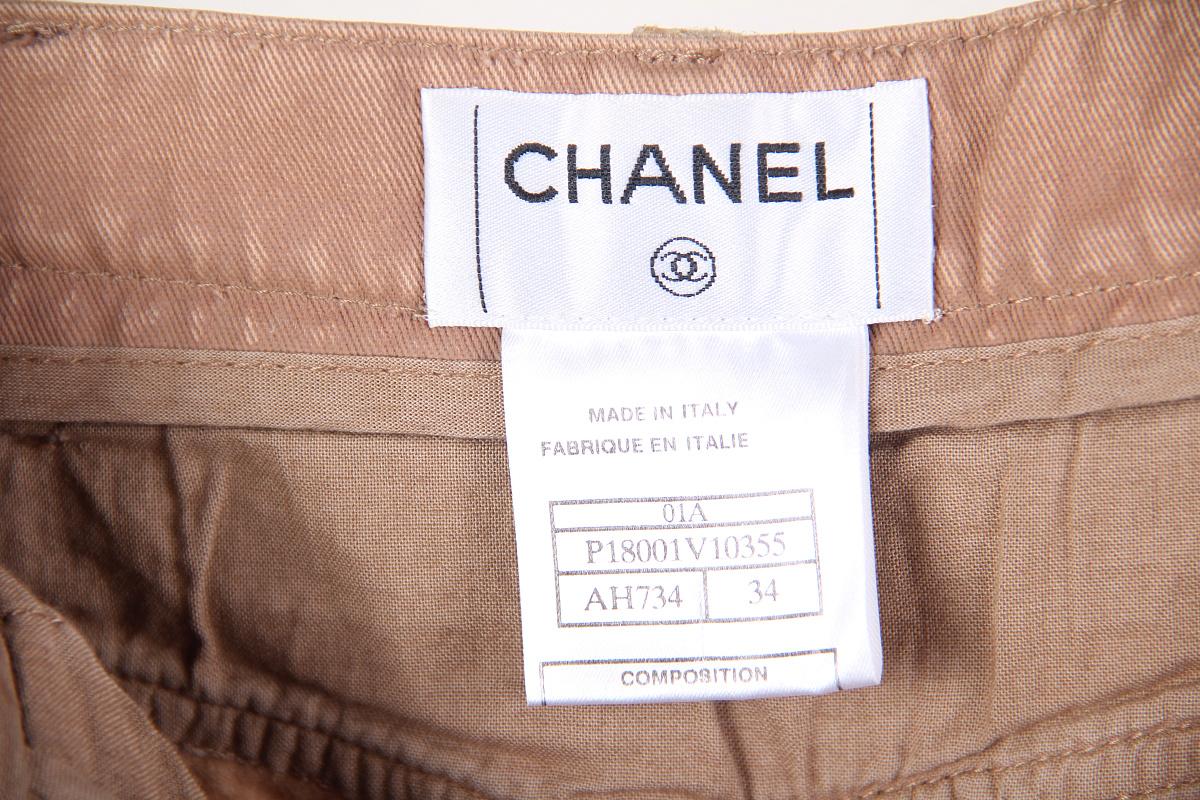 CHANEL
MADE IN ITALY
FABRIQUE EN ITALIE
01A
P18001V10355
AH734 34
COMPOSITION